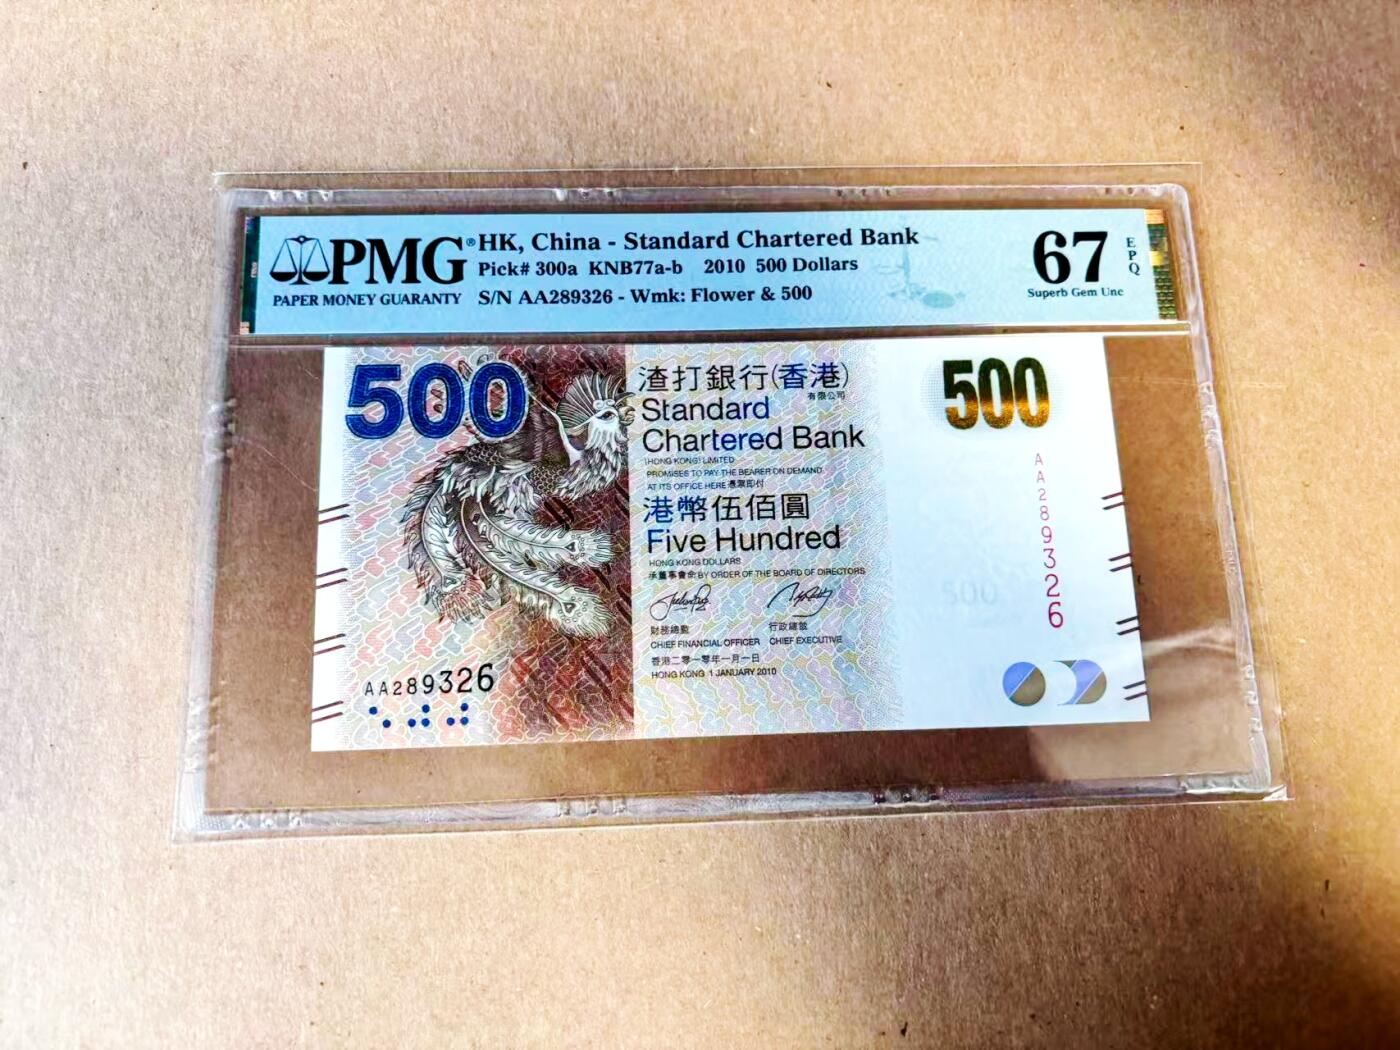 PMG®
PAPER MONEY GUARANTY
HK, China - Standard Chartered Bank
Pick# 300a KNB77a-b 2010 500 Dollars
S/N AA289326 - Wmk: Flower & 500
67
EPQ
Superb Gem Unc
500
渣打銀行(香港)
有限公司
Standard
Chartered Bank
(HONG KONG) LIMITED
PROMISES TO PAY THE BEARER ON DEMAND
AT ITS OFFICE HERE 憑票即付
港幣伍佰圓
Five Hundred
HONG KONG DOLLARS
承董事會命 BY ORDER OF THE BOARD OF DIRECTORS
財務總監 行政總裁
CHIEF FINANCIAL OFFICER CHIEF EXECUTIVE
香港二零一零年一月一日
HONG KONG 1 JANUARY 2010
AA289326
500
AA289326
500